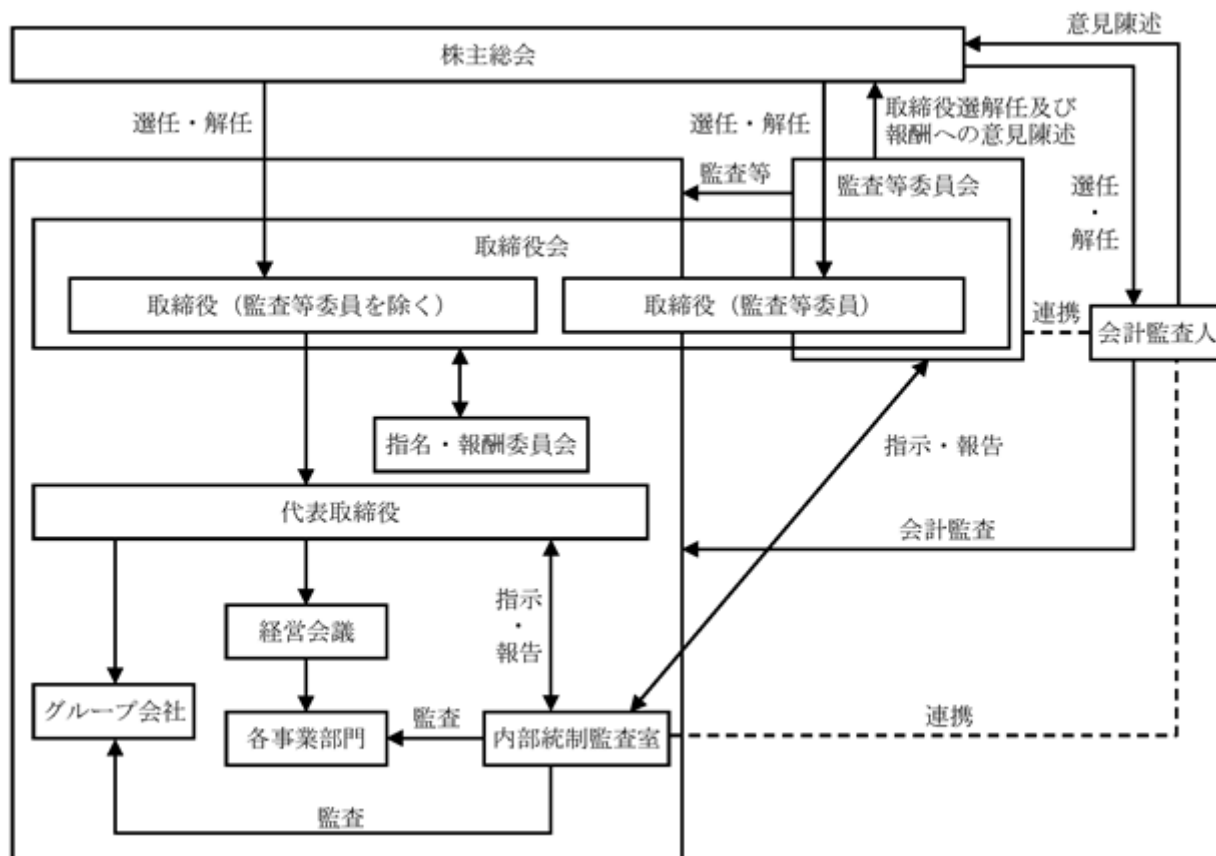 意見陳述
株主総会
選任・解任
選任・解任
取締役選解任及び
報酬への意見陳述
監査等
監査等委員会
選任
・
解任
取締役会
取締役（監査等委員を除く）
取締役（監査等委員）
連携
会計監査人
指名・報酬委員会
指示・報告
代表取締役
会計監査
指示
・
報告
経営会議
グループ会社
各事業部門
監査
内部統制監査室
連携
監査